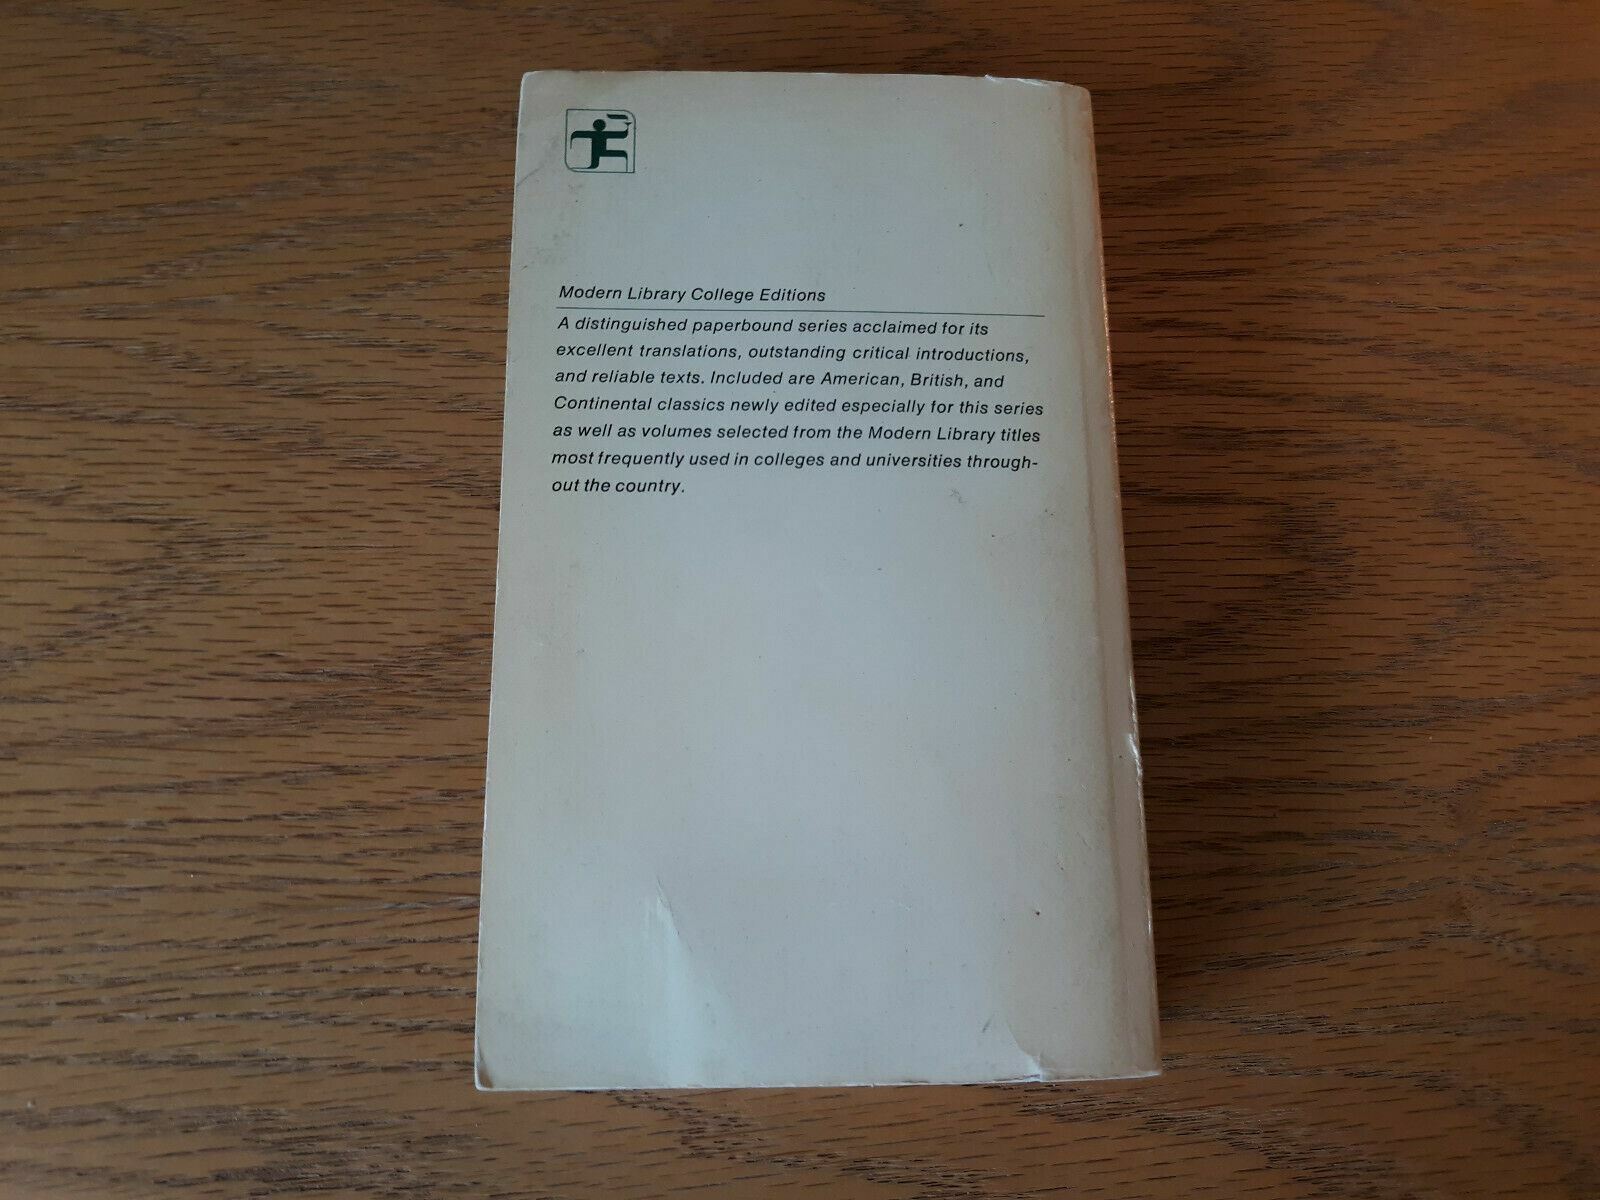 Modern Library College Editions
A distinguished paperbound series acclaimed for its
excellent translations, outstanding critical introductions,
and reliable texts. Included are American, British, and
Continental classics newly edited especially for this series
as well as volumes selected from the Modern Library titles
most frequently used in colleges and universities through-
out the country.